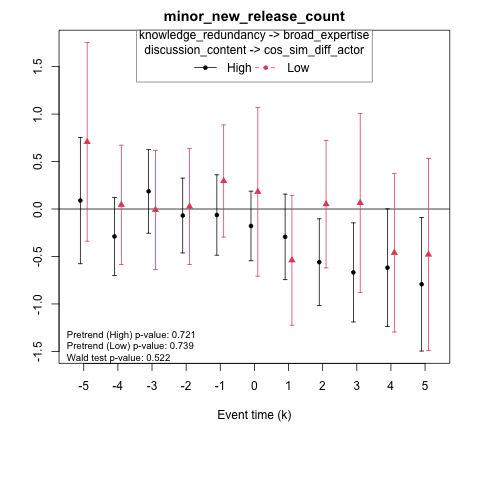 minor_new_release_count
knowledge_redundancy -> broad_expertise
discussion_content -> cos_sim_diff_actor
High Low
1.5
1.0
0.5
0.0
-0.5
-1.0
-1.5
Pretrend (High) p-value: 0.721
Pretrend (Low) p-value: 0.739
Wald test p-value: 0.522
-5 -4 -3 -2 -1 0 1 2 3 4 5
Event time (k)